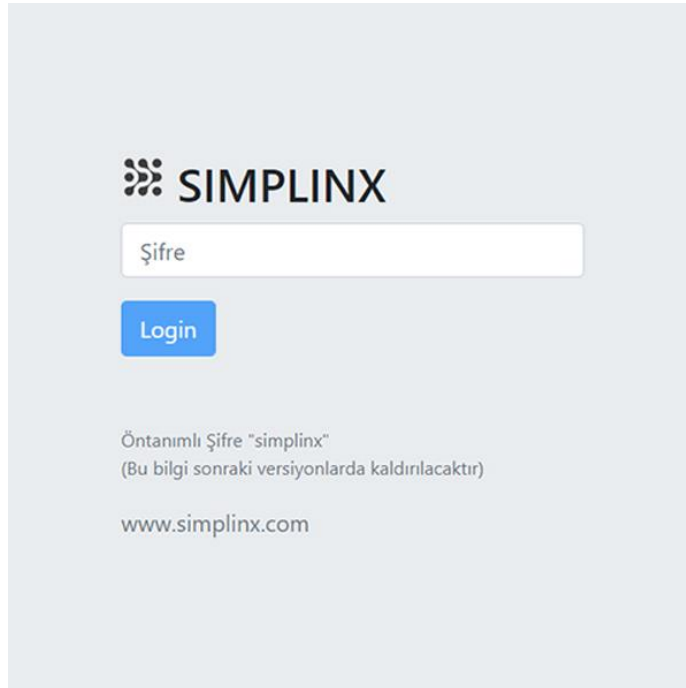 SIMPLINX
Şifre
Login
Öntanımlı Şifre "simplinx"
(Bu bilgi sonraki versiyonlarda kaldırılacaktır)
www.simplinx.com